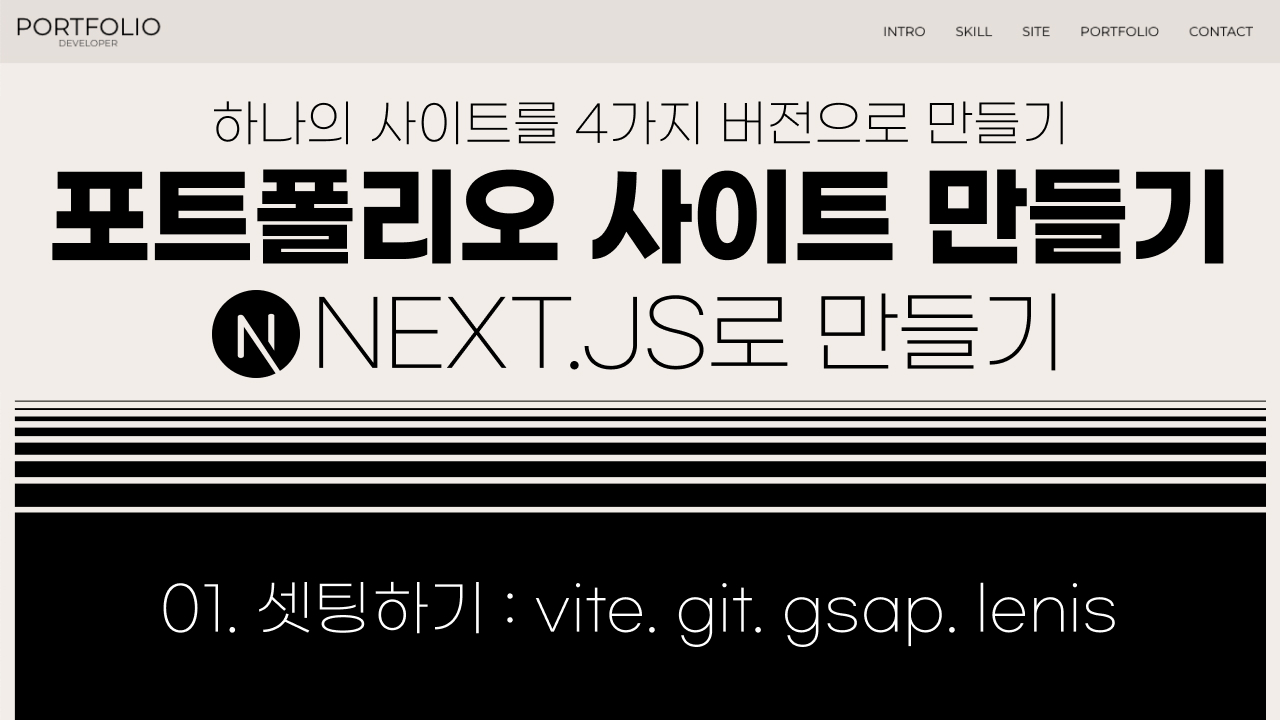 PORTFOLIO
DEVELOPER
INTRO SKILL SITE PORTFOLIO CONTACT
하나의 사이트를 4가지 버전으로 만들기
포트폴리오 사이트 만들기
N NEXT.JS로 만들기
01. 셋팅하기 : vite. git. gsap. lenis